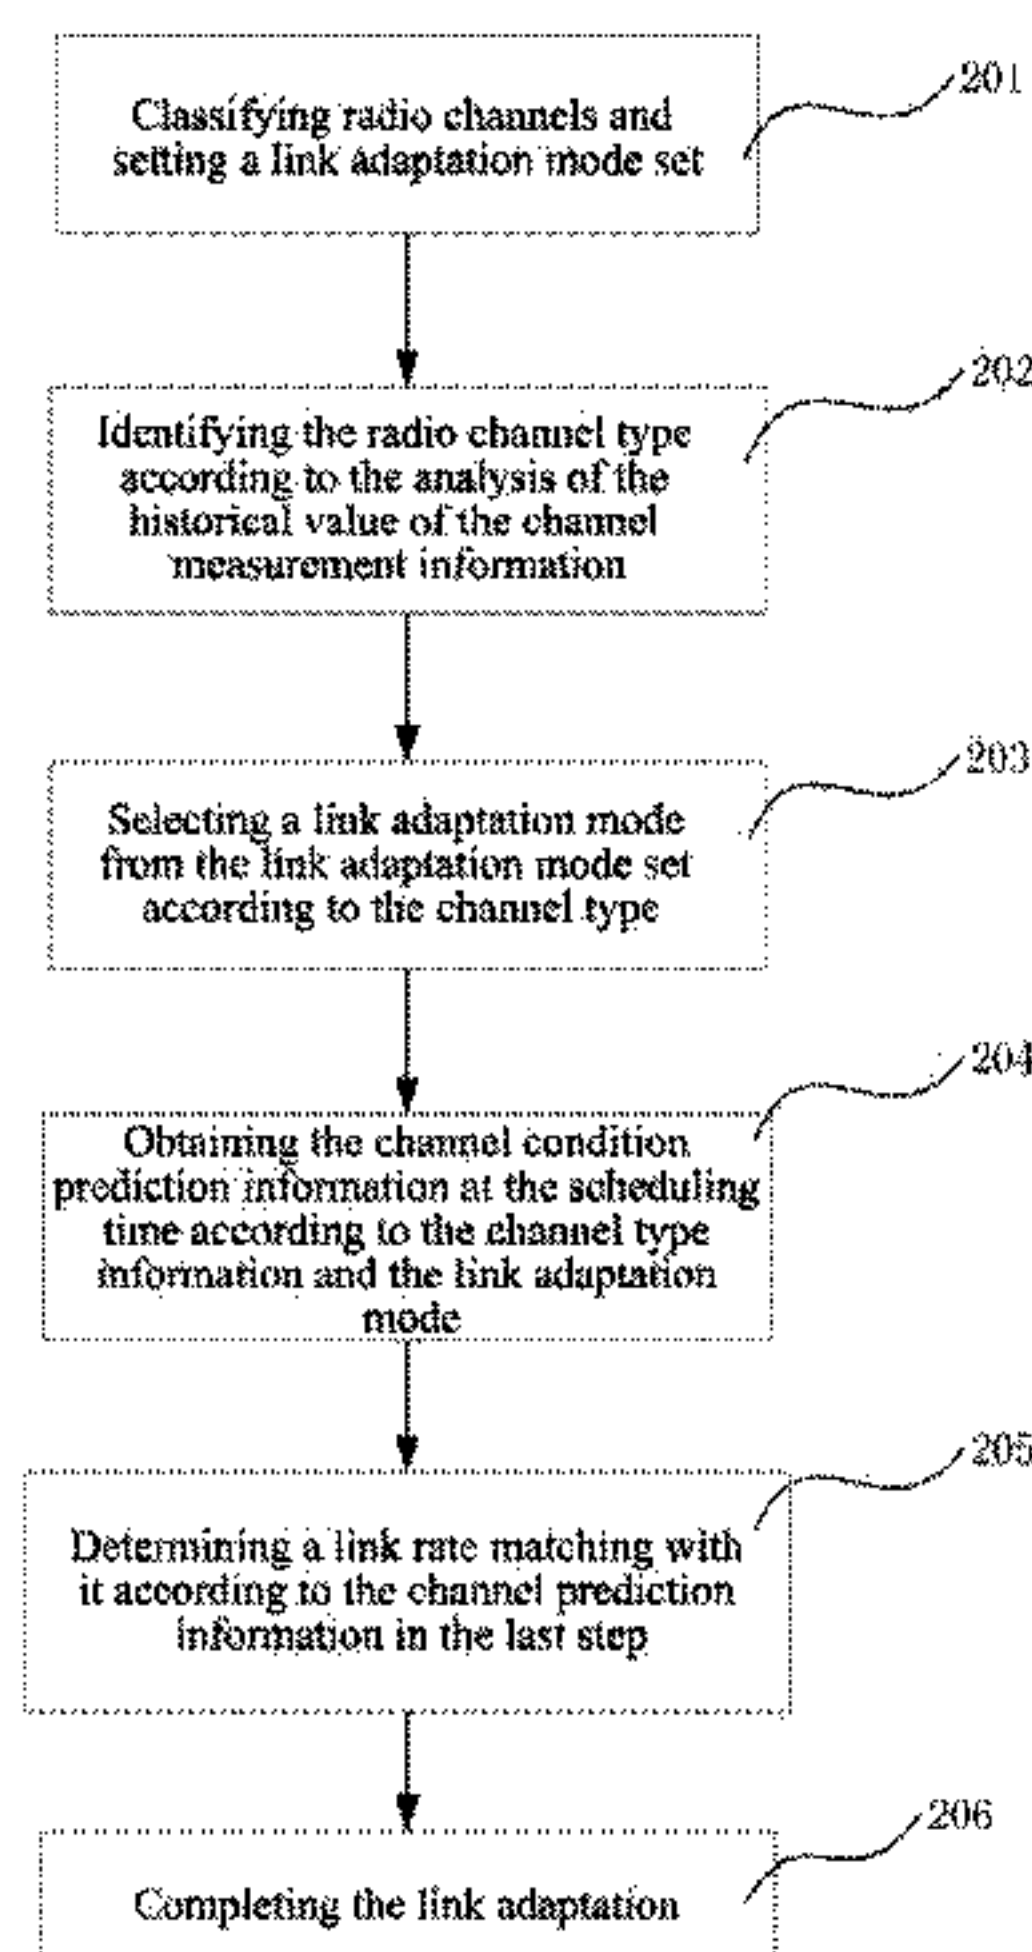 201
Classifying radio channels and
setting a link adaptation mode set
202
Identifying the radio channel type
according to the analysis of the
historical value of the channel
measurement information
203
Selecting a link adaptation mode
from the link adaptation mode set
according to the channel type
204
Obtaining the channel condition
prediction information at the scheduling
time according to the channel type
information and the link adaptation
mode
205
Determining a link rate matching with
it according to the channel prediction
information in the last step
206
Completing the link adaptation